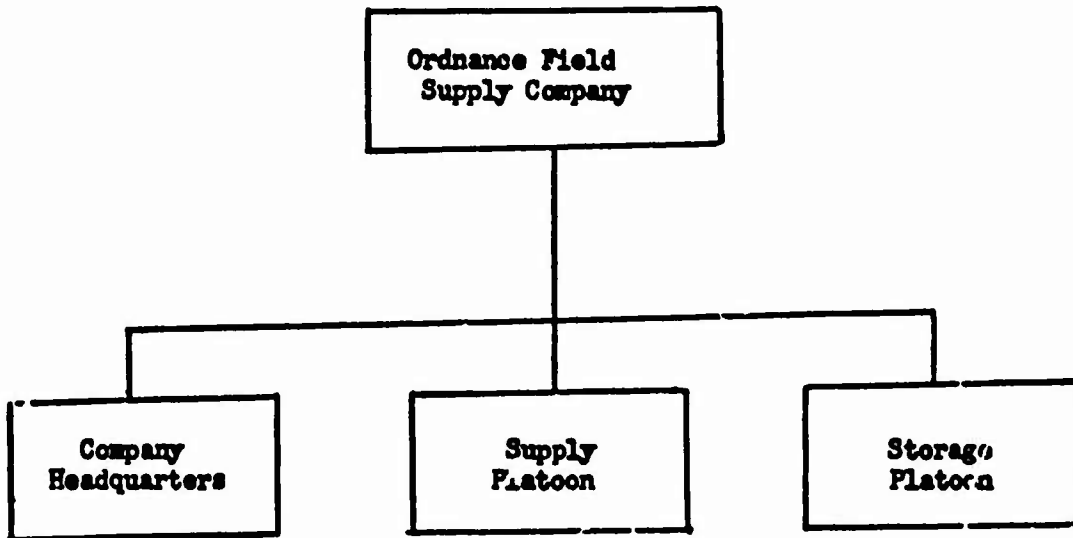 Ordnance Field
Supply Company
Company
Headquarters
Supply
Platoon
Storage
Platoon